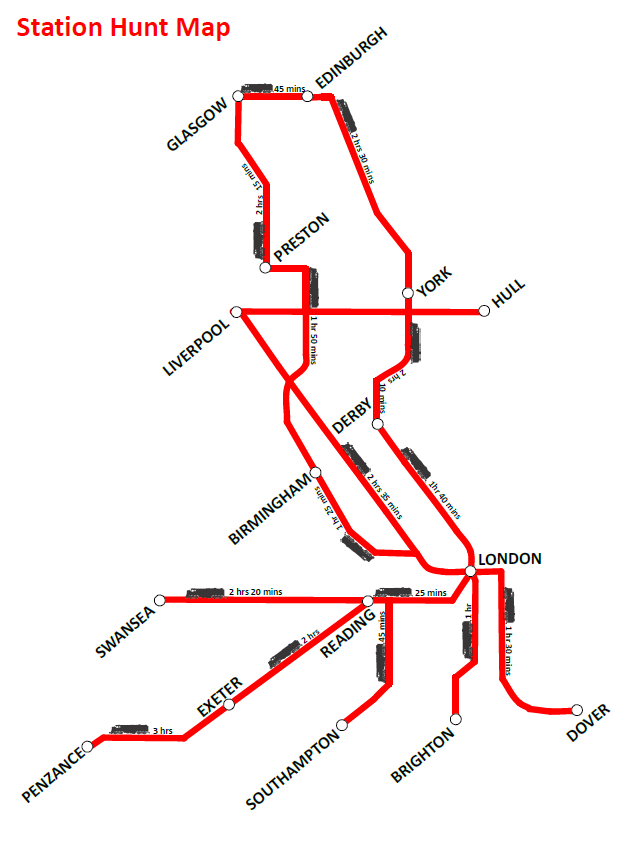 Station Hunt Map
EDINBURGH
45 mins
GLASGOW
2 hrs 30 mins
2 hrs
15 mins
PRESTON
YORK
HULL
LIVERPOOL
1 hr 50 mins
2 hrs
10 mins
DERBY
BIRMINGHAM
2 hrs 35 mins
1hr 40 mins
1 hr 25 mins
LONDON
2 hrs 20 mins
25 mins
SWANSEA
READING
45 mins
1 hr
1 hr 30 mins
2 hrs
EXETER
3 hrs
PENZANCE
SOUTHAMPTON
BRIGHTON
DOVER